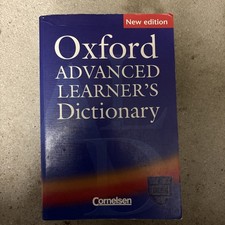 New edition
Oxford
ADVANCED
LEARNER'S
Dictionary
Cornelsen